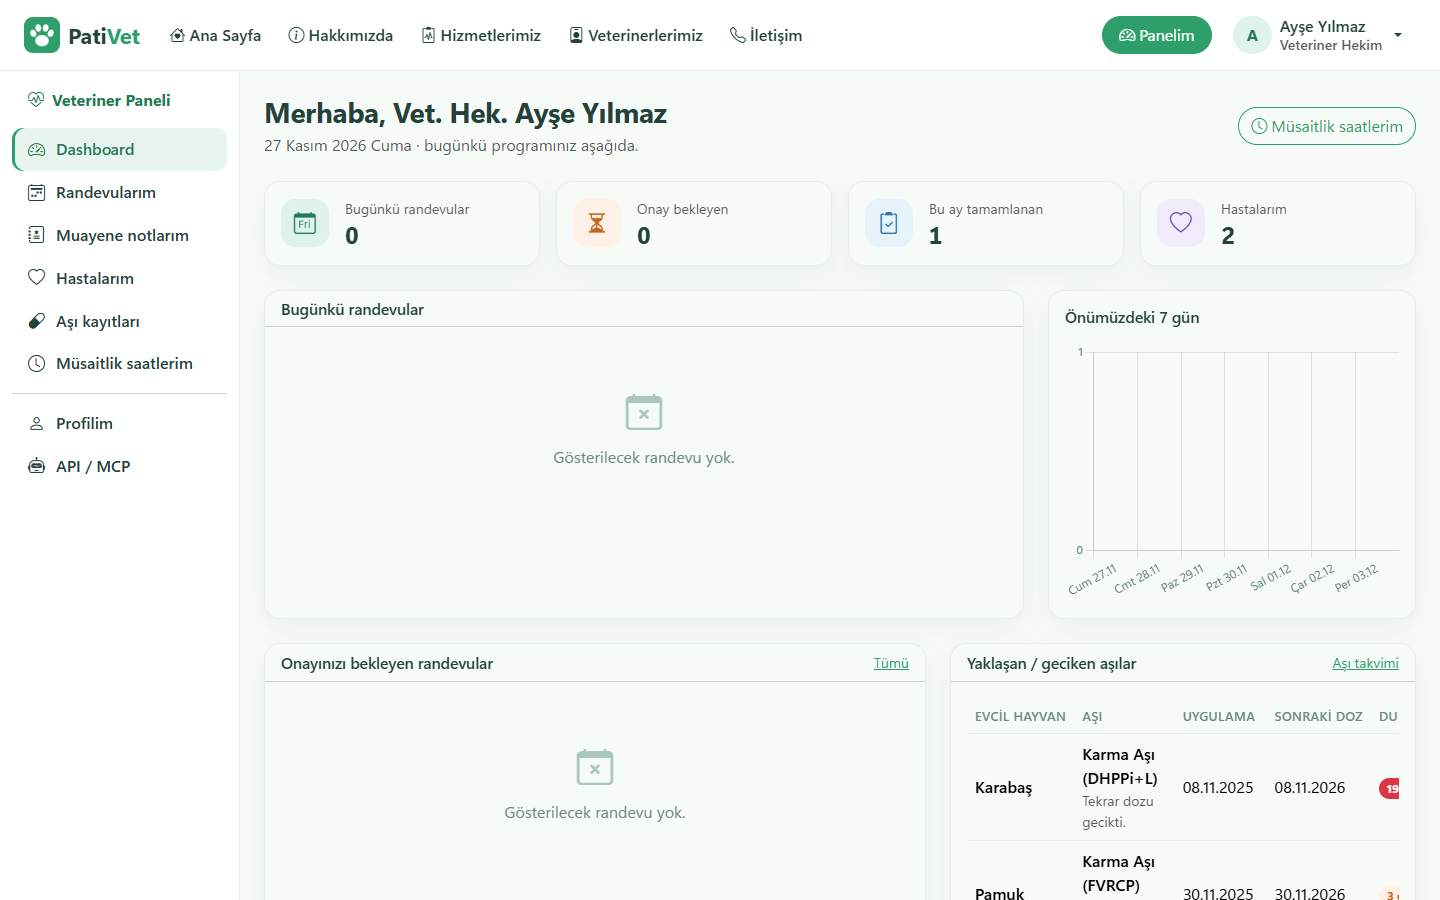 PatiVet
Ana Sayfa
Hakkımızda
Hizmetlerimiz
Veterinerlerimiz
İletişim
Panelim
A
Ayşe Yılmaz
Veteriner Hekim
Veteriner Paneli
Dashboard
Randevularım
Muayene notlarım
Hastalarım
Aşı kayıtları
Müsaitlik saatlerim
Profilim
API / MCP
Merhaba, Vet. Hek. Ayşe Yılmaz
27 Kasım 2026 Cuma · bugünkü programınız aşağıda.
Müsaitlik saatlerim
Fri
Bugünkü randevular
0
Onay bekleyen
0
Bu ay tamamlanan
1
Hastalarım
2
Bugünkü randevular
Gösterilecek randevu yok.
Önümüzdeki 7 gün
1
0
Cum 27.11
Cmt 28.11
Paz 29.11
Pzt 30.11
Sal 01.12
Çar 02.12
Per 03.12
Onayınızı bekleyen randevular
Tümü
Gösterilecek randevu yok.
Yaklaşan / geciken aşılar
Aşı takvimi
EVCİL HAYVAN AŞI UYGULAMA SONRAKİ DOZ DU
Karabaş
Karma Aşı
(DHPPi+L)
Tekrar dozu
gecikti.
08.11.2025
08.11.2026
19
Pamuk
Karma Aşı
(FVRCP)
30.11.2025
30.11.2026
3